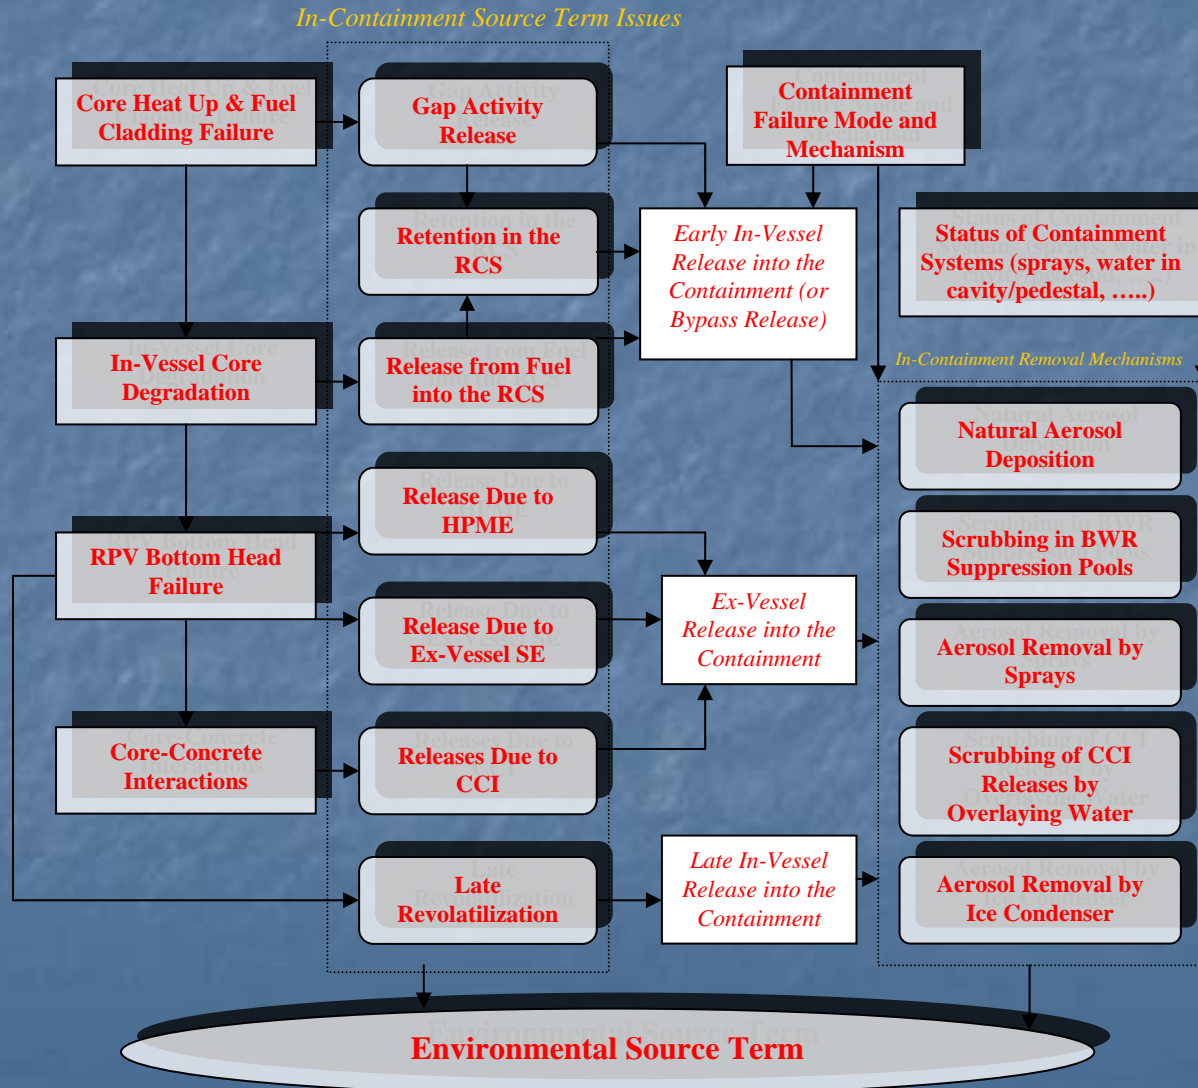 In-Containment Source Term Issues
Core Heat Up & Fuel
Cladding Failure
Gap Activity
Release
Containment
Failure Mode and
Mechanism
Retention in the
RCS
Early In-Vessel
Release into the
Containment (or
Bypass Release)
Status of Containment
Systems (sprays, water in
cavity/pedestal, …..)
In-Vessel Core
Degradation
Release from Fuel
into the RCS
In-Containment Removal Mechanisms
Natural Aerosol
Deposition
Release Due to
HPME
RPV Bottom Head
Failure
Scrubbing in BWR
Suppression Pools
Release Due to
Ex-Vessel SE
Ex-Vessel
Release into the
Containment
Aerosol Removal by
Sprays
Core-Concrete
Interactions
Releases Due to
CCI
Scrubbing of CCI
Releases by
Overlaying Water
Late
Revolatilization
Late In-Vessel
Release into the
Containment
Aerosol Removal by
Ice Condenser
Environmental Source Term